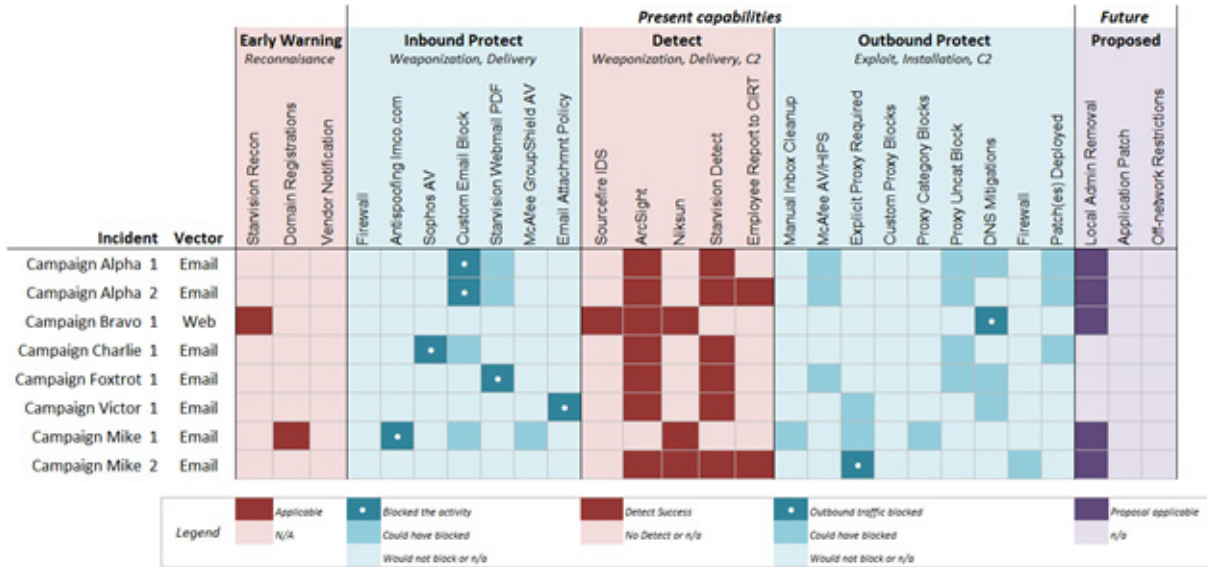 Present capabilities Future
Early Warning Inbound Protect Detect Outbound Protect Proposed
Reconnaisance Weaponization, Delivery Weaponization, Delivery, C2 Exploit, Installation, C2
Starvision Recon
Domain Registrations
Vendor Notification
Firewall
Antispoofing lmco.com
Sophos AV
Custom Email Block
Starvision Webmail PDF
McAfee GroupShield AV
Email Attachmnt Policy
Sourcefire IDS
ArcSight
Niksun
Starvision Detect
Employee Report to CIRT
Manual Inbox Cleanup
McAfee AV/HIPS
Explicit Proxy Required
Custom Proxy Blocks
Proxy Category Blocks
Proxy Uncat Block
DNS Mitigations
Firewall
Patch(es) Deployed
Local Admin Removal
Application Patch
Off-network Restrictions
Incident Vector
Campaign Alpha 1 Email
Campaign Alpha 2 Email
Campaign Bravo 1 Web
Campaign Charlie 1 Email
Campaign Foxtrot 1 Email
Campaign Victor 1 Email
Campaign Mike 1 Email
Campaign Mike 2 Email
Legend
Applicable Blocked the activity Detect Success Outbound traffic blocked Proposal applicable
N/A Could have blocked No Detect or n/a Could have blocked n/a
Would not block or n/a Would not block or n/a